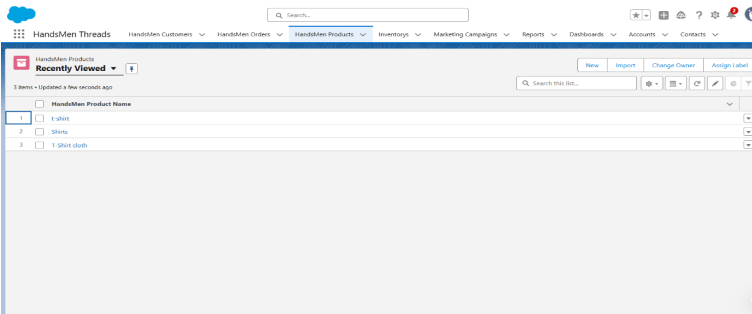 Search...
2
HandsMen Threads HandsMen Customers HandsMen Orders HandsMen Products Inventorys Marketing Campaigns Reports Dashboards Accounts Contacts
HandsMen Products
Recently Viewed
New Import Change Owner Assign Label
3 items • Updated a few seconds ago
Search this list...
HandsMen Product Name
1 t-shirt
2 Shirts
3 T-Shirt cloth